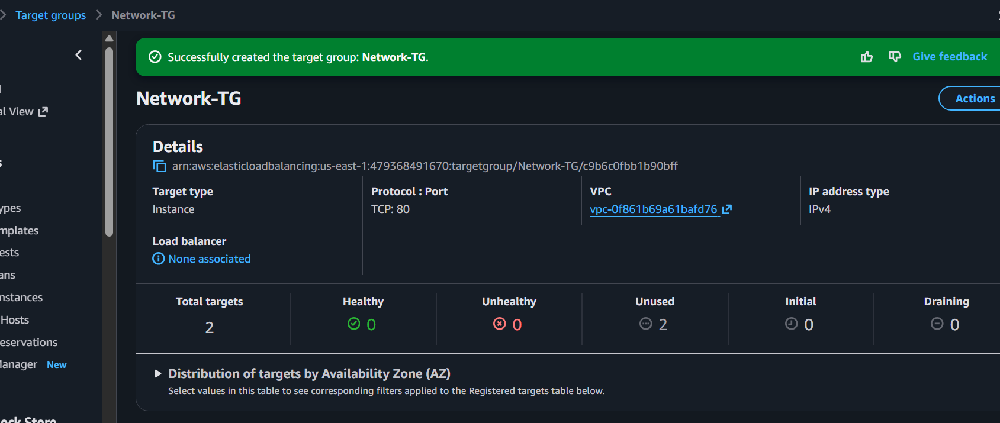 Target groups > Network-TG
Successfully created the target group: Network-TG.
Give feedback
Network-TG
Actions
al View
Details
arn:aws:elasticloadbalancing:us-east-1:479368491670:targetgroup/Network-TG/c9b6c0fbb1b90bff
Target type
Protocol : Port
VPC
IP address type
Instance
TCP: 80
vpc-0f861b69a61bafd76
IPv4
Load balancer
None associated
ypes
mplates
ests
ans
nstances
Hosts
eservations
Manager New
Total targets
Healthy
Unhealthy
Unused
Initial
Draining
2
0
0
2
0
0
Distribution of targets by Availability Zone (AZ)
Select values in this table to see corresponding filters applied to the Registered targets table below.
ock Store